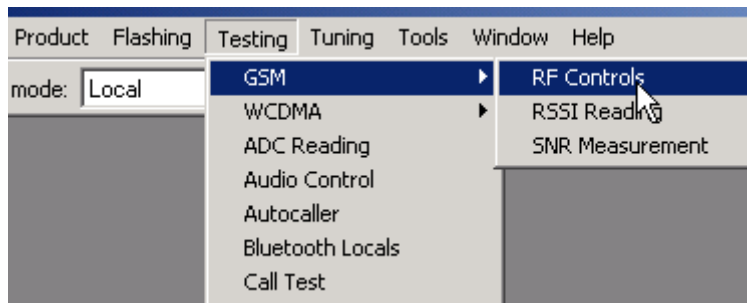 Product Flashing Testing Tuning Tools Window Help
mode: Local
GSM
WCDMA
ADC Reading
Audio Control
Autocaller
Bluetooth Locals
Call Test
RF Controls
RSSI Reading
SNR Measurement